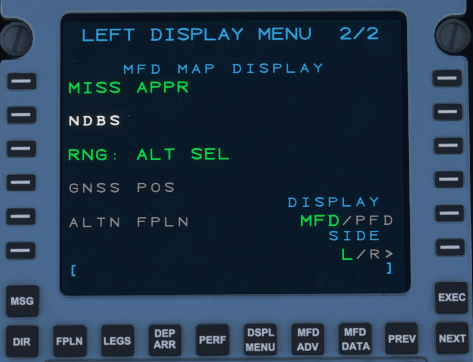 LEFT DISPLAY MENU 2/2
MFD MAP DISPLAY
MISS APPR
NDBS
RNG: ALT SEL
GNSS POS
DISPLAY
ALTN FPLN MFD/PFD
SIDE
L/R>
[ ]
MSG EXEC
DIR FPLN LEGS DEP ARR PERF DSPL MENU MFD ADV MFD DATA PREV NEXT